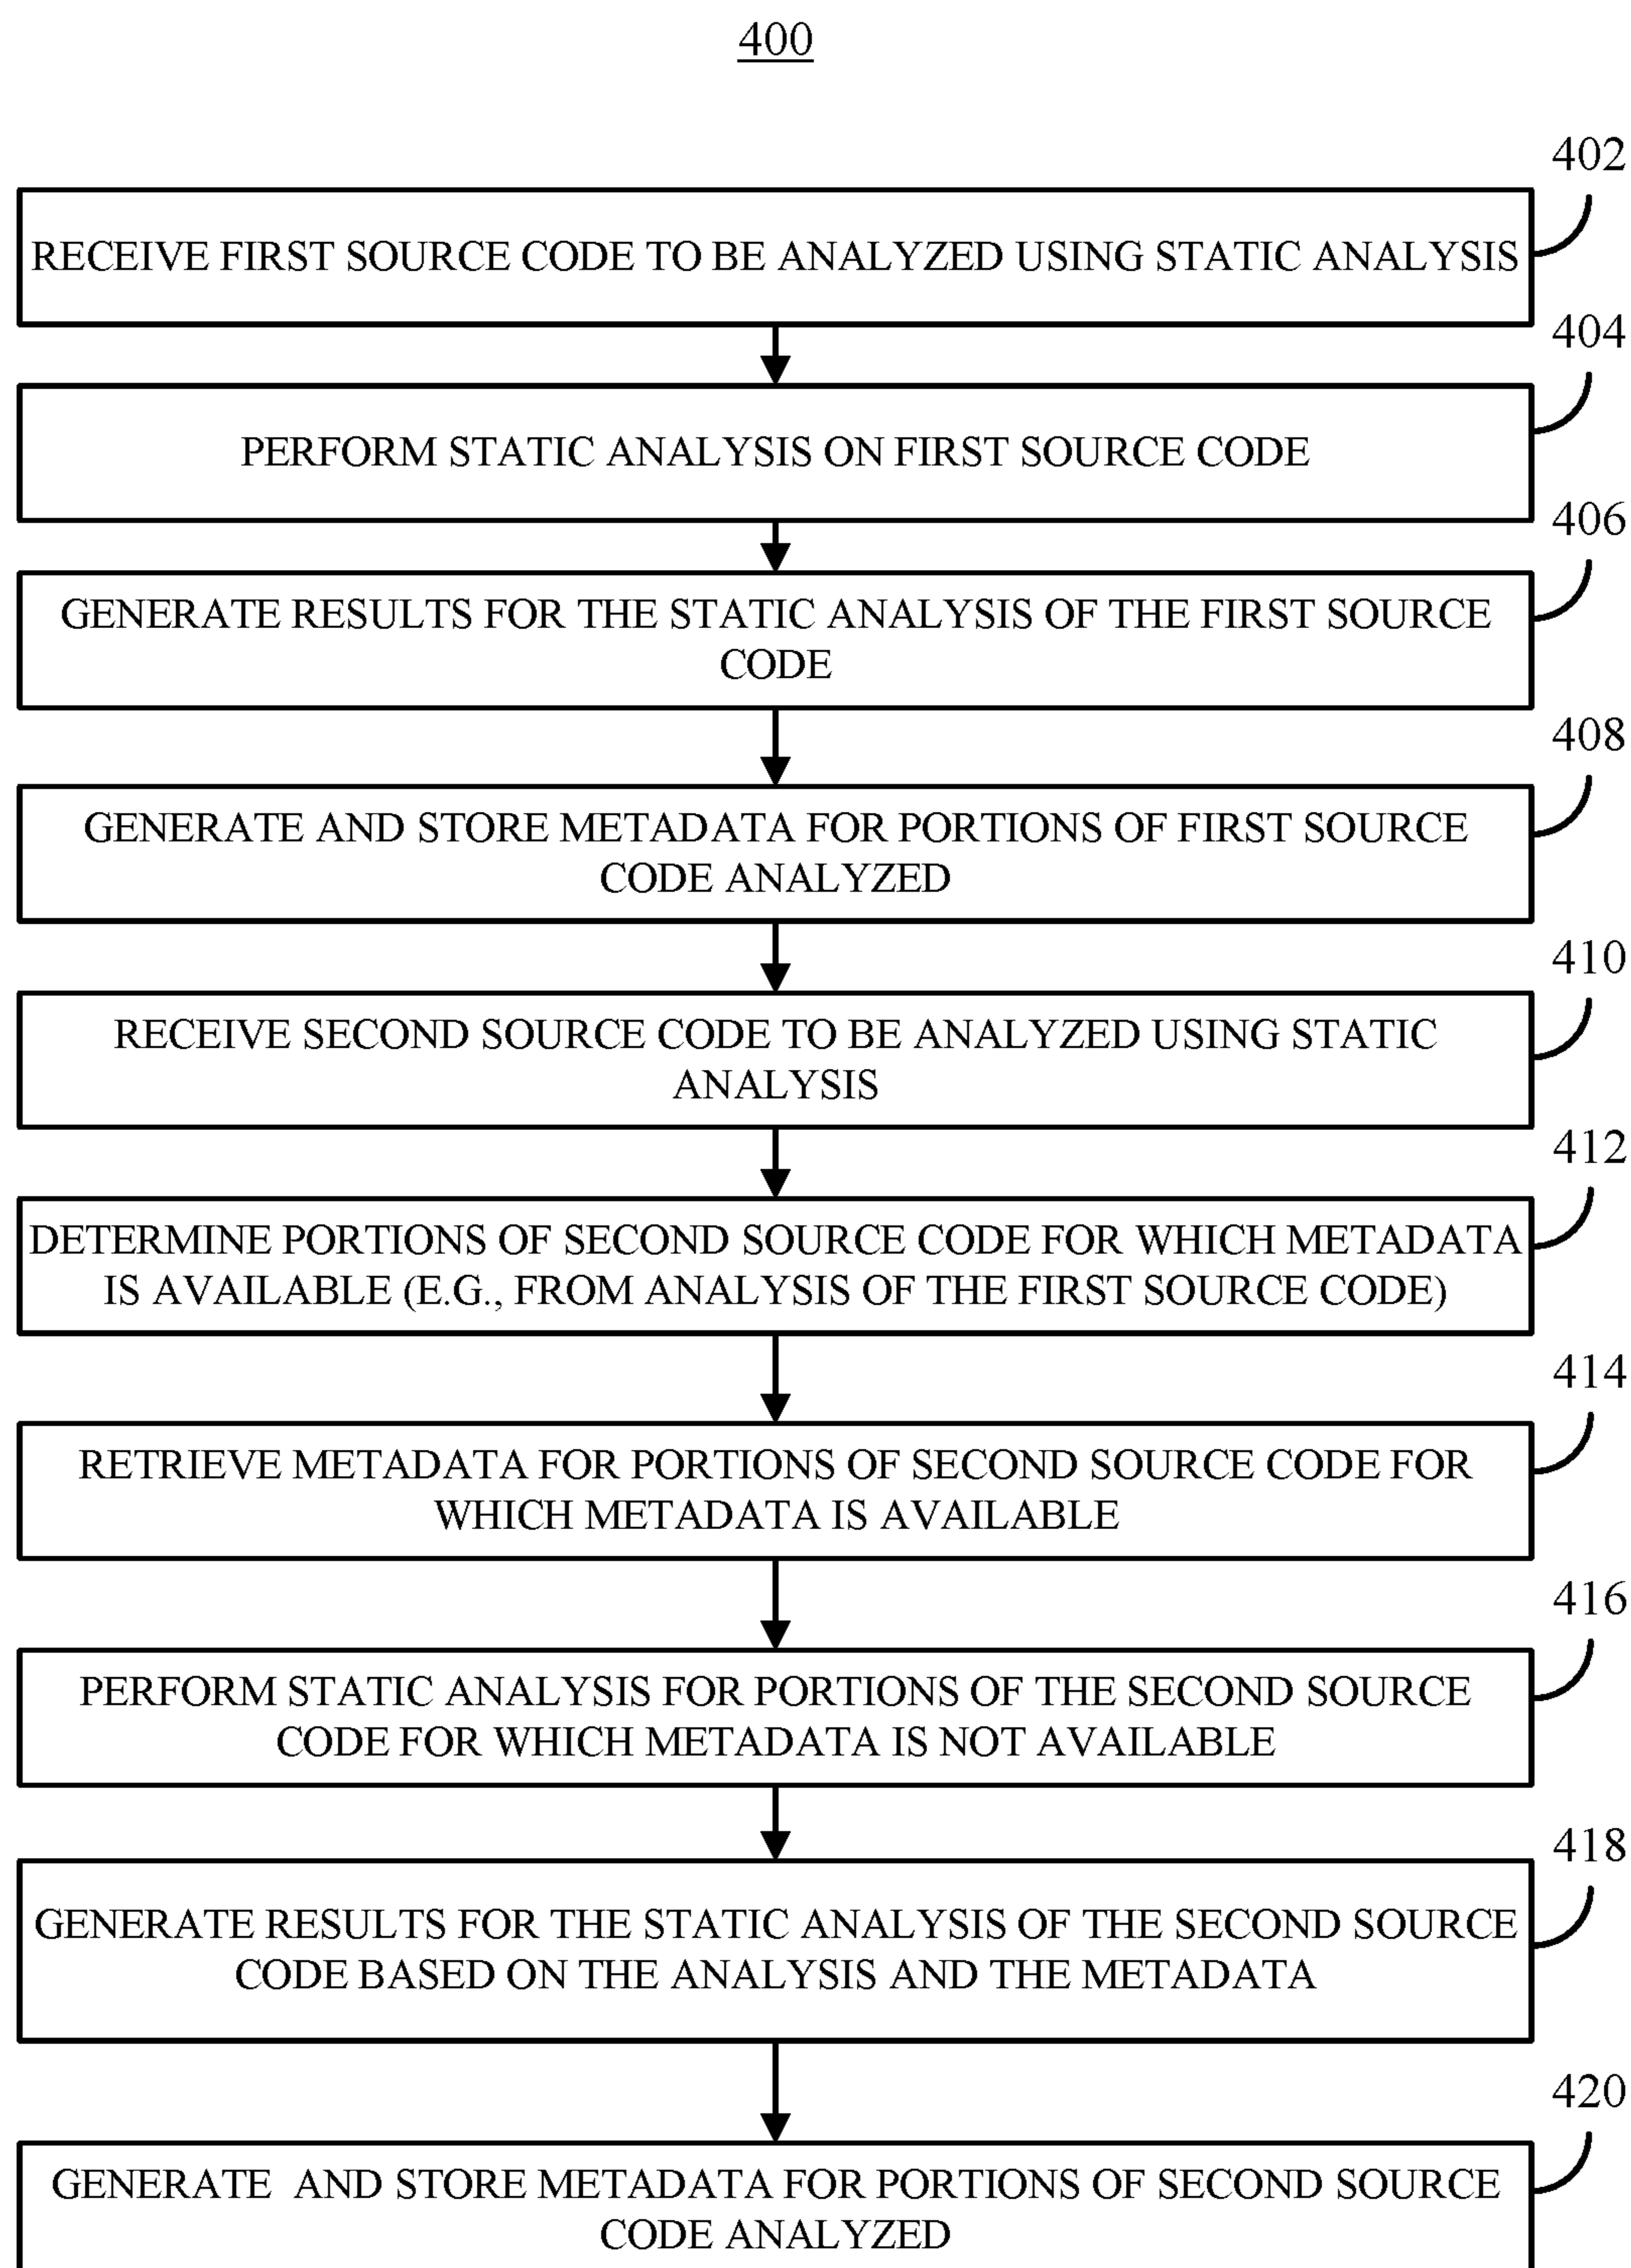 400
402
RECEIVE FIRST SOURCE CODE TO BE ANALYZED USING STATIC ANALYSIS
404
PERFORM STATIC ANALYSIS ON FIRST SOURCE CODE
406
GENERATE RESULTS FOR THE STATIC ANALYSIS OF THE FIRST SOURCE
CODE
408
GENERATE AND STORE METADATA FOR PORTIONS OF FIRST SOURCE
CODE ANALYZED
410
RECEIVE SECOND SOURCE CODE TO BE ANALYZED USING STATIC
ANALYSIS
412
DETERMINE PORTIONS OF SECOND SOURCE CODE FOR WHICH METADATA
IS AVAILABLE (E.G., FROM ANALYSIS OF THE FIRST SOURCE CODE)
414
RETRIEVE METADATA FOR PORTIONS OF SECOND SOURCE CODE FOR
WHICH METADATA IS AVAILABLE
416
PERFORM STATIC ANALYSIS FOR PORTIONS OF THE SECOND SOURCE
CODE FOR WHICH METADATA IS NOT AVAILABLE
418
GENERATE RESULTS FOR THE STATIC ANALYSIS OF THE SECOND SOURCE
CODE BASED ON THE ANALYSIS AND THE METADATA
420
GENERATE AND STORE METADATA FOR PORTIONS OF SECOND SOURCE
CODE ANALYZED